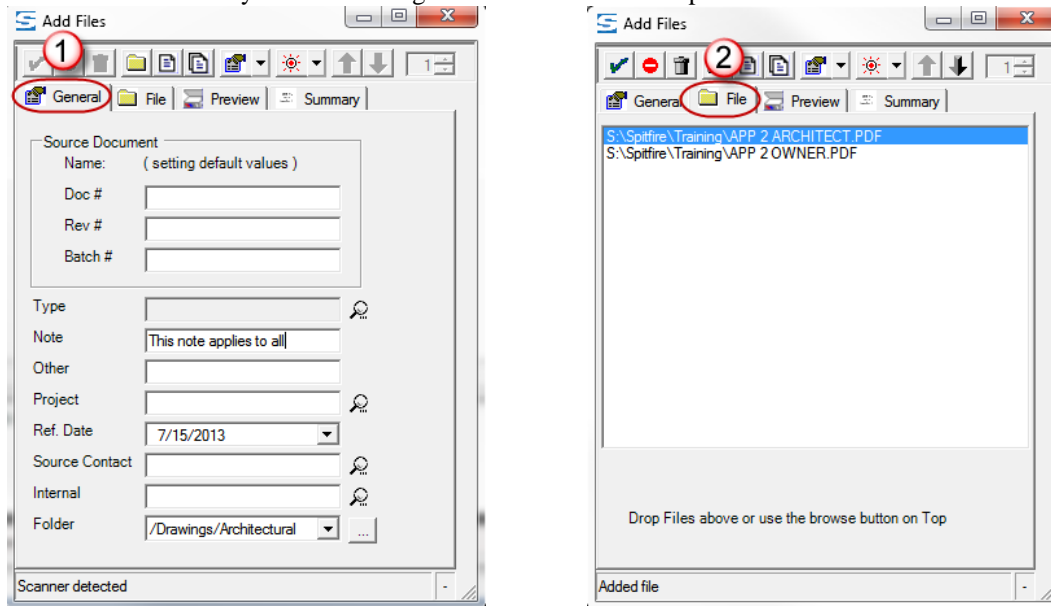 Add Files
1
1
General File Preview Summary
Source Document
Name: ( setting default values )
Doc #
Rev #
Batch #
Type
Note This note applies to all
Other
Project
Ref. Date 7/15/2013
Source Contact
Internal
Folder /Drawings/Architectural ...
Scanner detected -
Add Files
2
1
General File Preview Summary
S:\Spitfire\Training\APP 2 ARCHITECT.PDF
S:\Spitfire\Training\APP 2 OWNER.PDF
Drop Files above or use the browse button on Top
Added file -